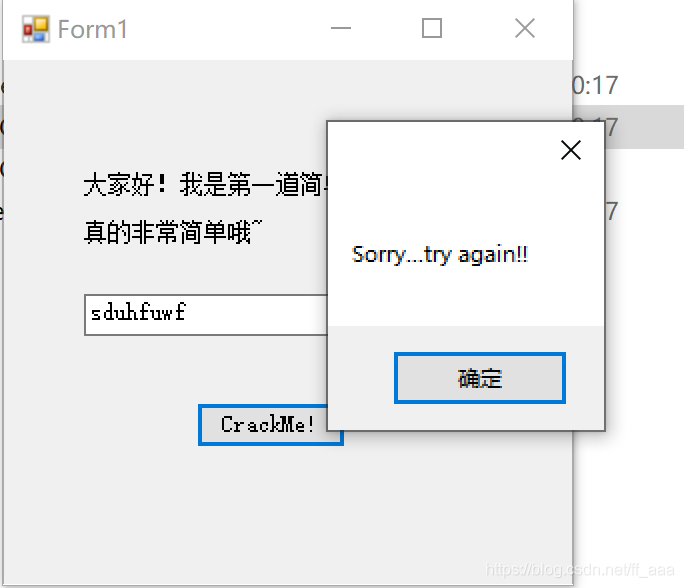 Form1
0:17
大家好！我是第一道简单
真的非常简单哦~
sduhfuwf
CrackMe!
Sorry...try again!!
确定
https://blog.csdn.net/ff_aaa